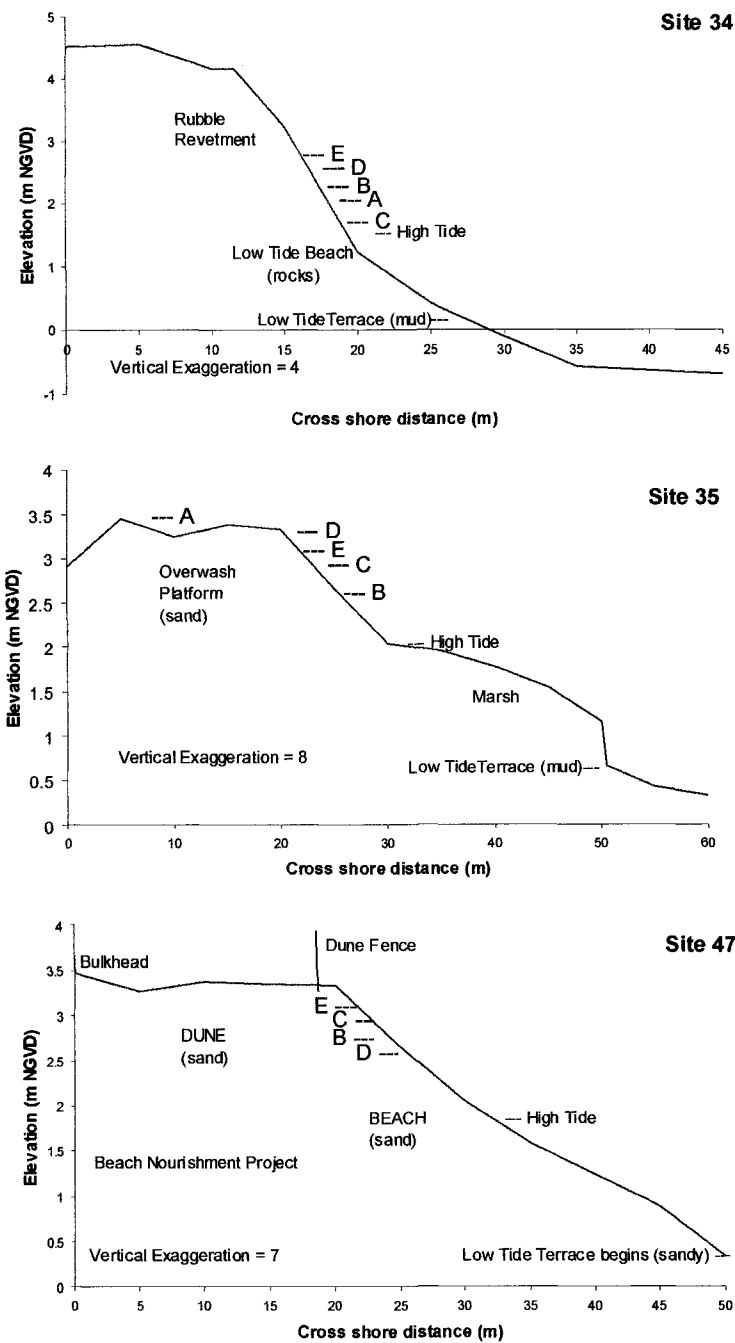 Site 34
5
4
3
2
1
0
-1
Elevation (m NGVD)
Rubble
Revetment
E
D
B
A
C
High Tide
Low Tide Beach
(rocks)
Low TideTerrace (mud)
0 5 10 15 20 25 30 35 40 45
Vertical Exaggeration = 4
Cross shore distance (m)
Site 35
4
3.5
3
2.5
2
1.5
1
0.5
0
Elevation (m NGVD)
A
D
E
C
B
Overwash
Platform
(sand)
High Tide
Marsh
Vertical Exaggeration = 8
Low TideTerrace (mud)
0 10 20 30 40 50 60
Cross shore distance (m)
Site 47
4
3.5
3
2.5
2
1.5
1
0.5
0
Elevation (m NGVD)
Bulkhead
Dune Fence
E
C
B
D
DUNE
(sand)
BEACH
(sand)
High Tide
Beach Nourishment Project
Vertical Exaggeration = 7
Low Tide Terrace begins (sandy)
0 5 10 15 20 25 30 35 40 45 50
Cross shore distance (m)